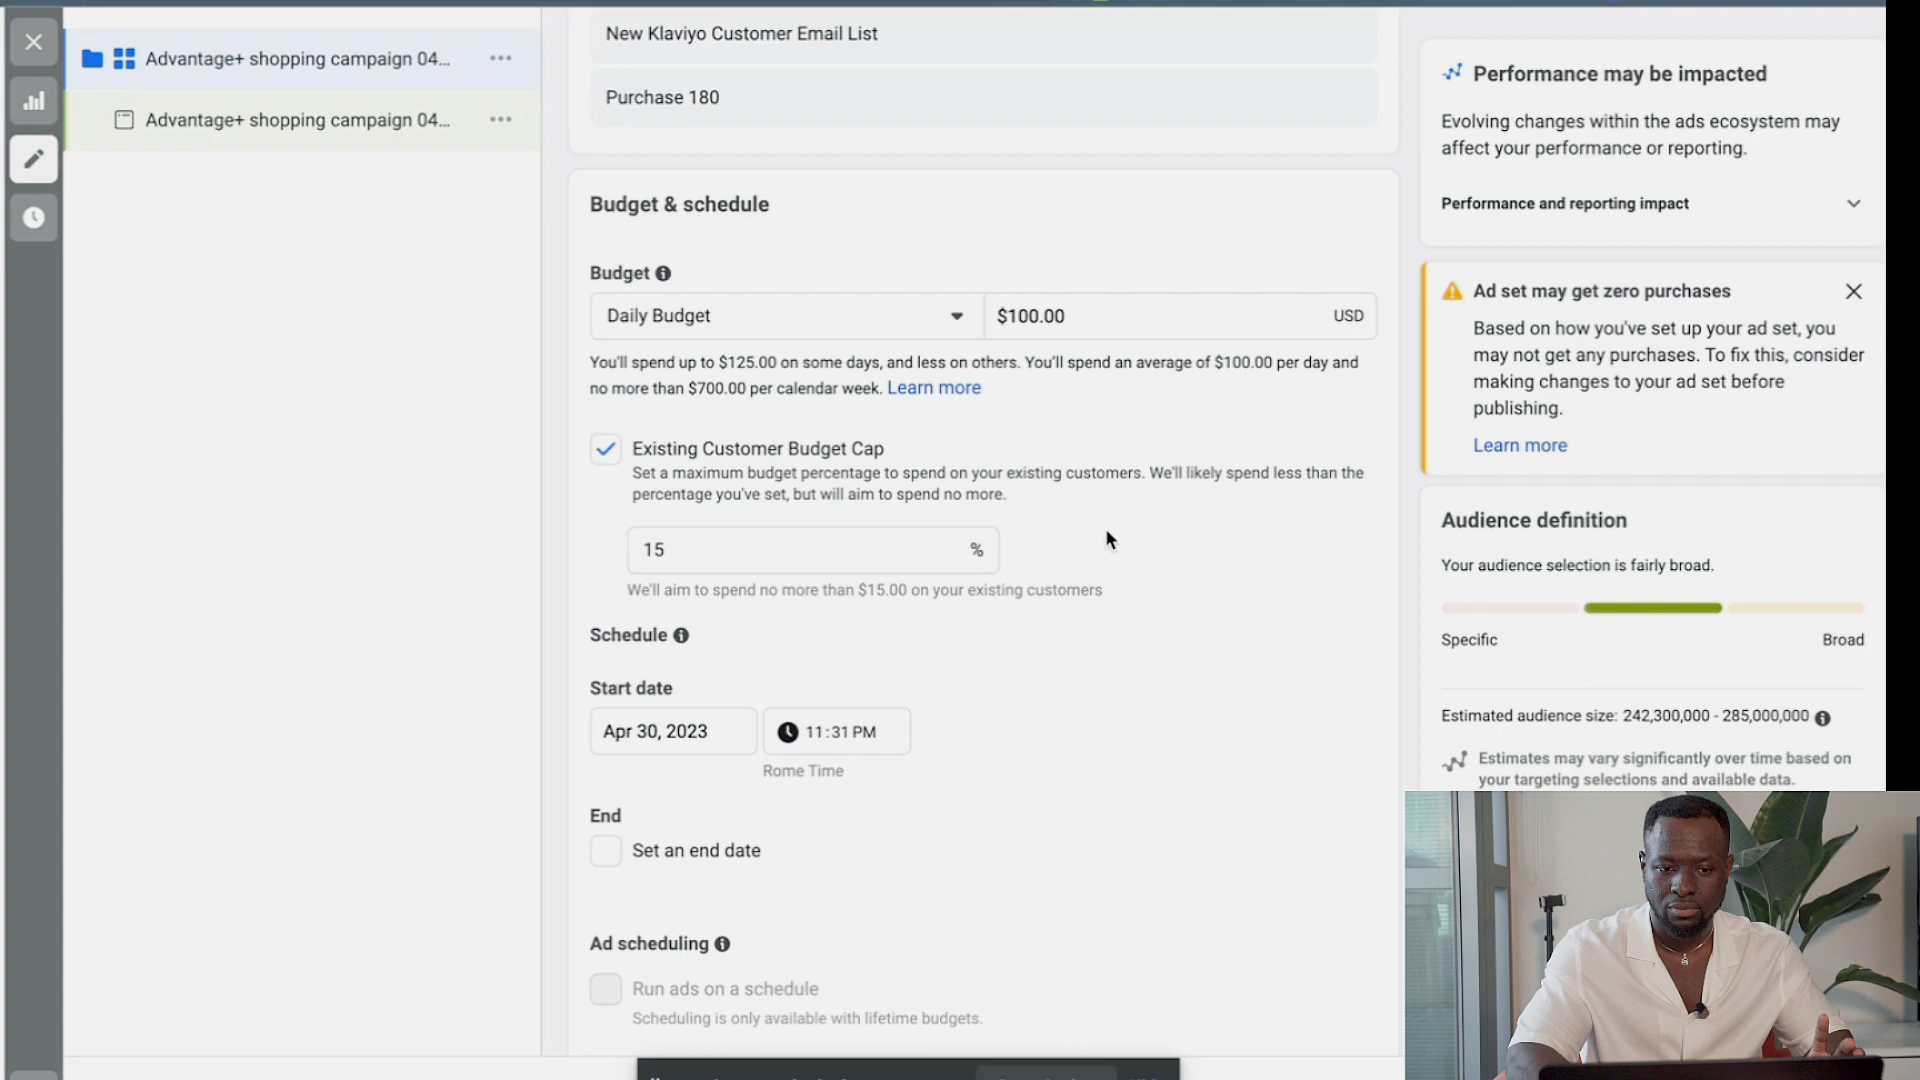 Advantage+ shopping campaign 04...
Advantage+ shopping campaign 04...
New Klaviyo Customer Email List
Purchase 180
Budget & schedule
Budget
Daily Budget
$100.00
USD
You'll spend up to $125.00 on some days, and less on others. You'll spend an average of $100.00 per day and
no more than $700.00 per calendar week. Learn more
Existing Customer Budget Cap
Set a maximum budget percentage to spend on your existing customers. We'll likely spend less than the
percentage you've set, but will aim to spend no more.
15 %
We'll aim to spend no more than $15.00 on your existing customers
Schedule
Start date
Apr 30, 2023
11:31 PM
Rome Time
End
Set an end date
Ad scheduling
Run ads on a schedule
Scheduling is only available with lifetime budgets.
Performance may be impacted
Evolving changes within the ads ecosystem may
affect your performance or reporting.
Performance and reporting impact
Ad set may get zero purchases
Based on how you've set up your ad set, you
may not get any purchases. To fix this, consider
making changes to your ad set before
publishing.
Learn more
Audience definition
Your audience selection is fairly broad.
Specific
Broad
Estimated audience size: 242,300,000 - 285,000,000
Estimates may vary significantly over time based on
your targeting selections and available data.